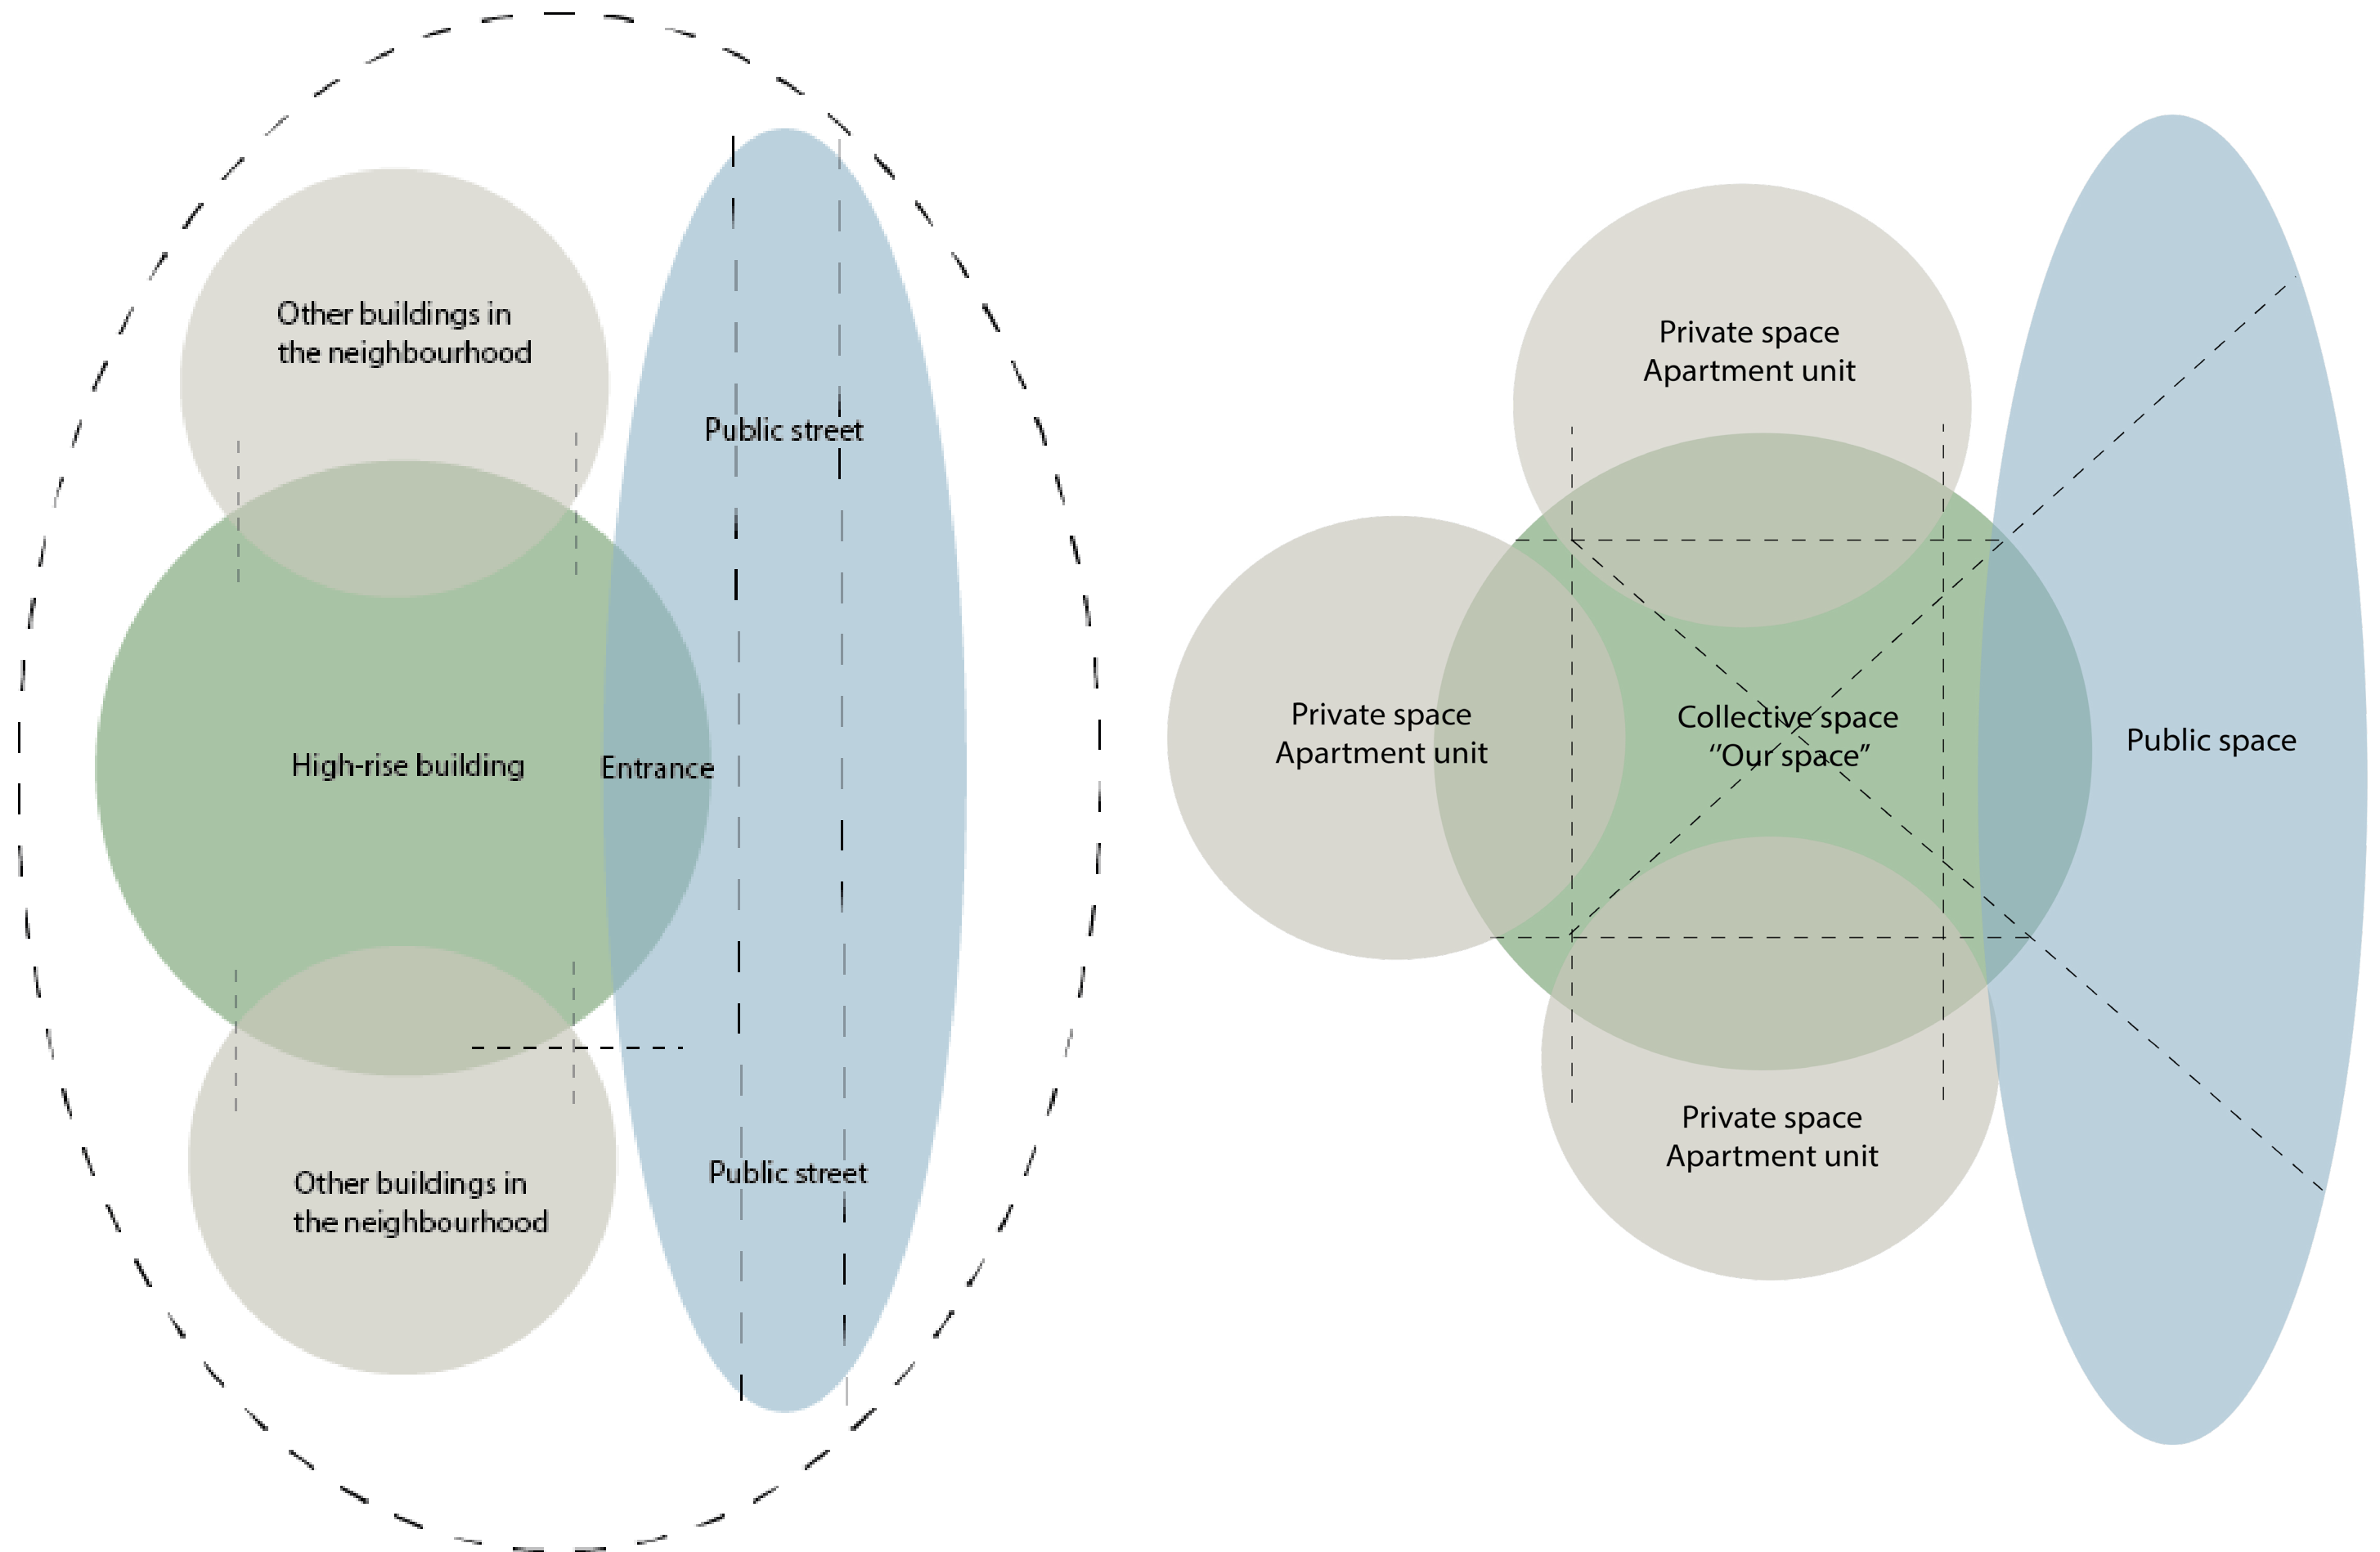 Other buildings in
the neighbourhood
Public street
High-rise building
Entrance
Public street
Other buildings in
the neighbourhood
Private space
Apartment unit
Private space
Apartment unit
Collective space
‘’Our space”
Public space
Private space
Apartment unit